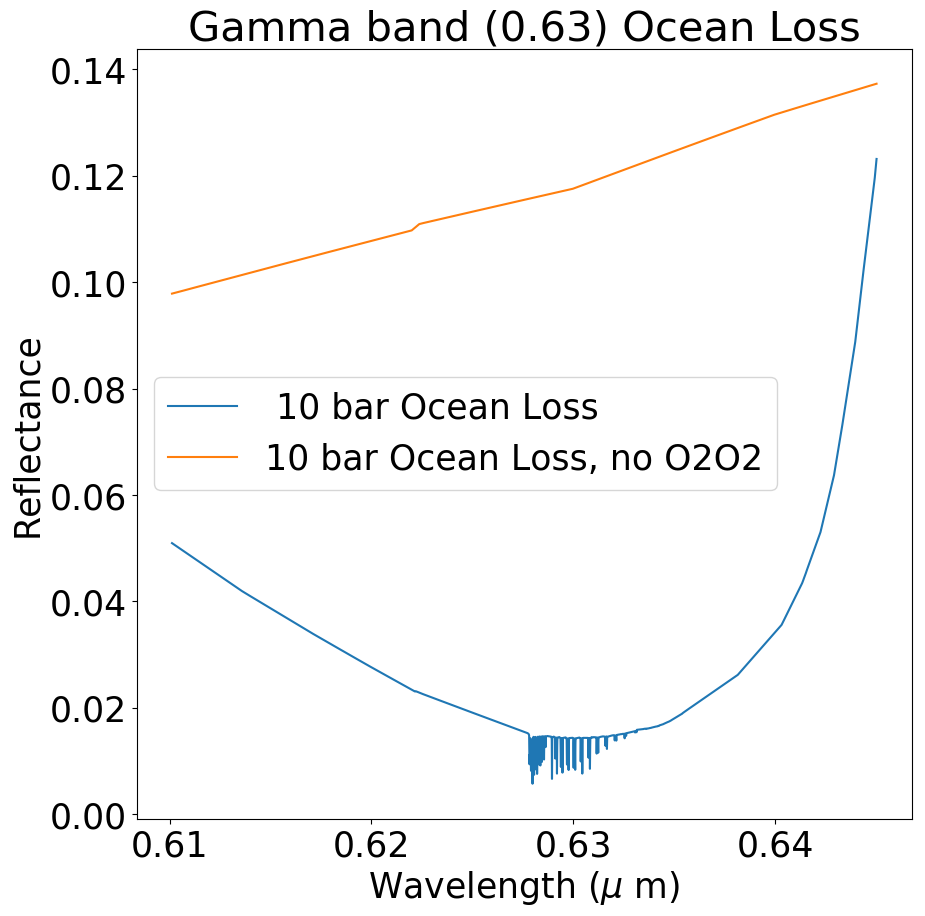 Gamma band (0.63) Ocean Loss
0.14
0.12
0.10
0.08
0.06
0.04
0.02
0.00
Reflectance
10 bar Ocean Loss
10 bar Ocean Loss, no O2O2
0.61 0.62 0.63 0.64
Wavelength (μ m)